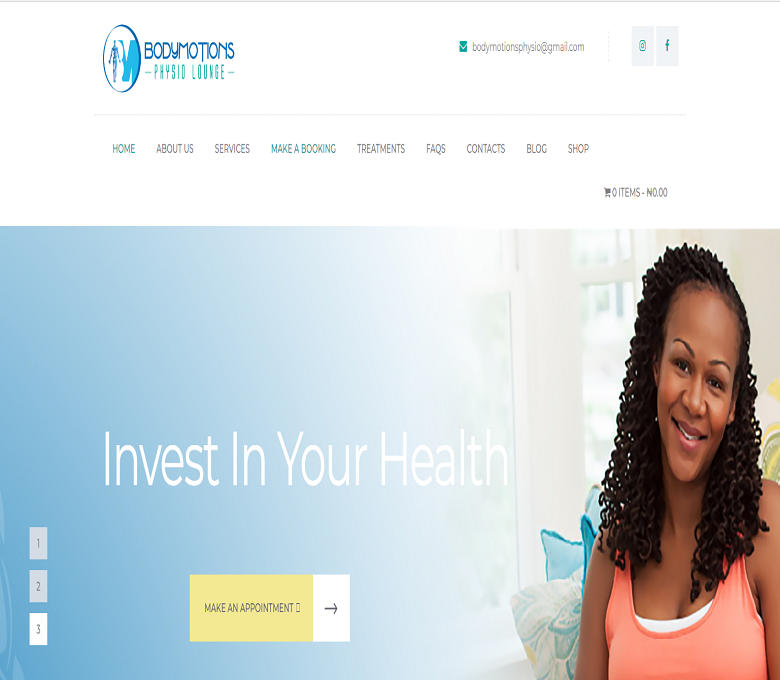 BODYMOTIONS
PHYSIO LOUNGE
bodymotionsphysio@gmail.com
HOME ABOUT US SERVICES MAKE A BOOKING TREATMENTS FAQS CONTACTS BLOG SHOP
0 ITEMS - ₦0.00
Invest In Your Health
1
2
3
MAKE AN APPOINTMENT